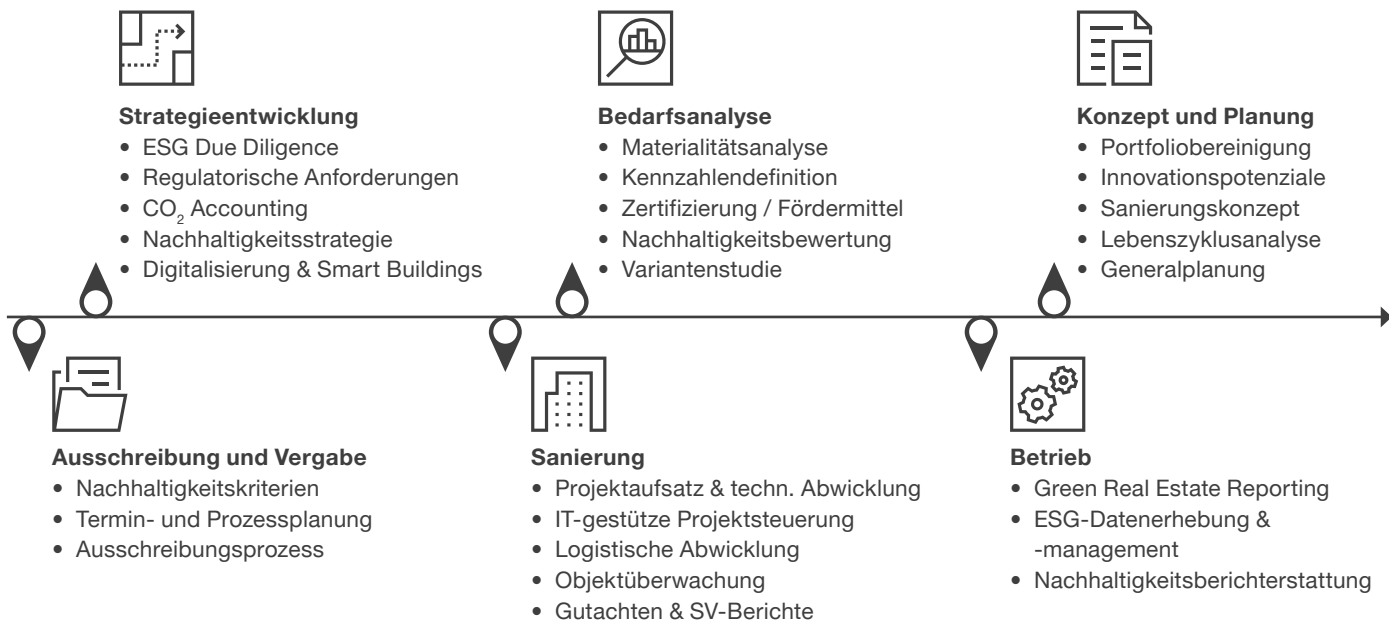 Strategieentwicklung
• ESG Due Diligence
• Regulatorische Anforderungen
• CO₂ Accounting
• Nachhaltigkeitsstrategie
• Digitalisierung & Smart Buildings
Bedarfsanalyse
• Materialitätsanalyse
• Kennzahlendefinition
• Zertifizierung / Fördermittel
• Nachhaltigkeitsbewertung
• Variantenstudie
Konzept und Planung
• Portfoliobereinigung
• Innovationspotenziale
• Sanierungskonzept
• Lebenszyklusanalyse
• Generalplanung
Ausschreibung und Vergabe
• Nachhaltigkeitskriterien
• Termin- und Prozessplanung
• Ausschreibungsprozess
Sanierung
• Projektaufsatz & techn. Abwicklung
• IT-gestütze Projektsteuerung
• Logistische Abwicklung
• Objektüberwachung
• Gutachten & SV-Berichte
Betrieb
• Green Real Estate Reporting
• ESG-Datenerhebung &
-management
• Nachhaltigkeitsberichterstattung